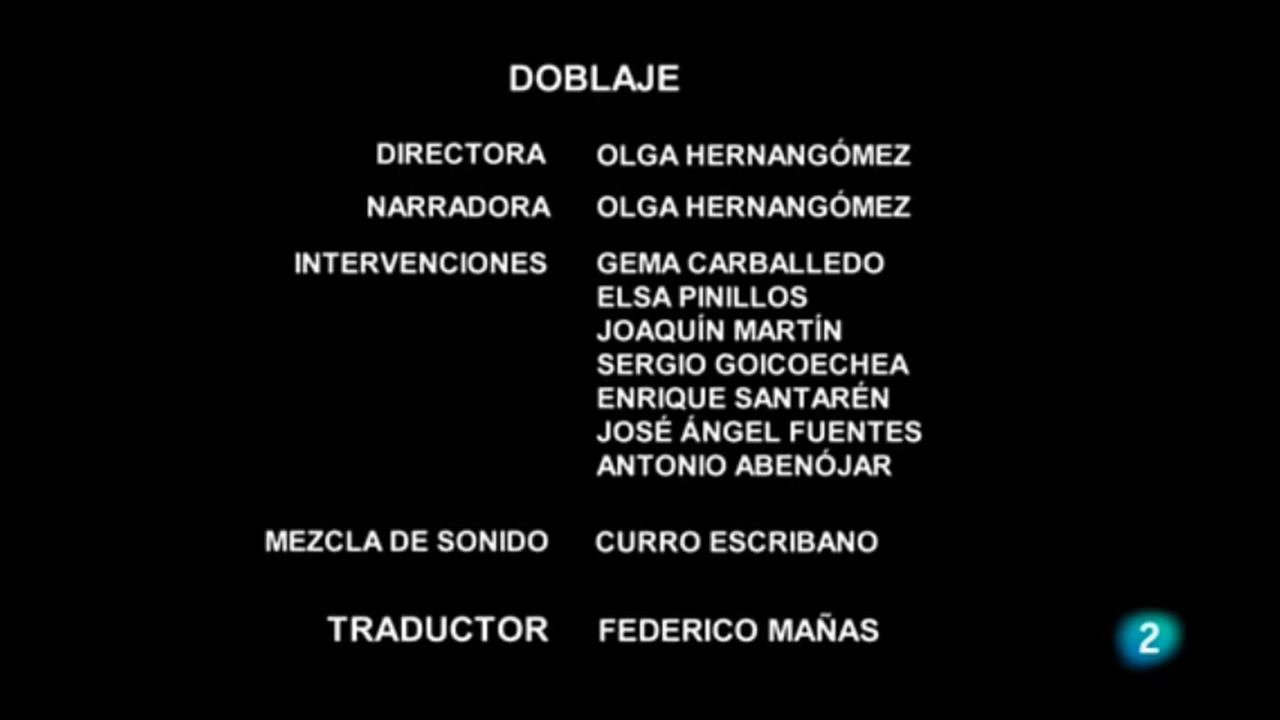 DOBLAJE
DIRECTORA OLGA HERNANGÓMEZ
NARRADORA OLGA HERNANGÓMEZ
INTERVENCIONES GEMA CARBALLEDO
ELSA PINILLOS
JOAQUÍN MARTÍN
SERGIO GOICOECHEA
ENRIQUE SANTARÉN
JOSÉ ÁNGEL FUENTES
ANTONIO ABENÓJAR
MEZCLA DE SONIDO CURRO ESCRIBANO
TRADUCTOR FEDERICO MAÑAS
2